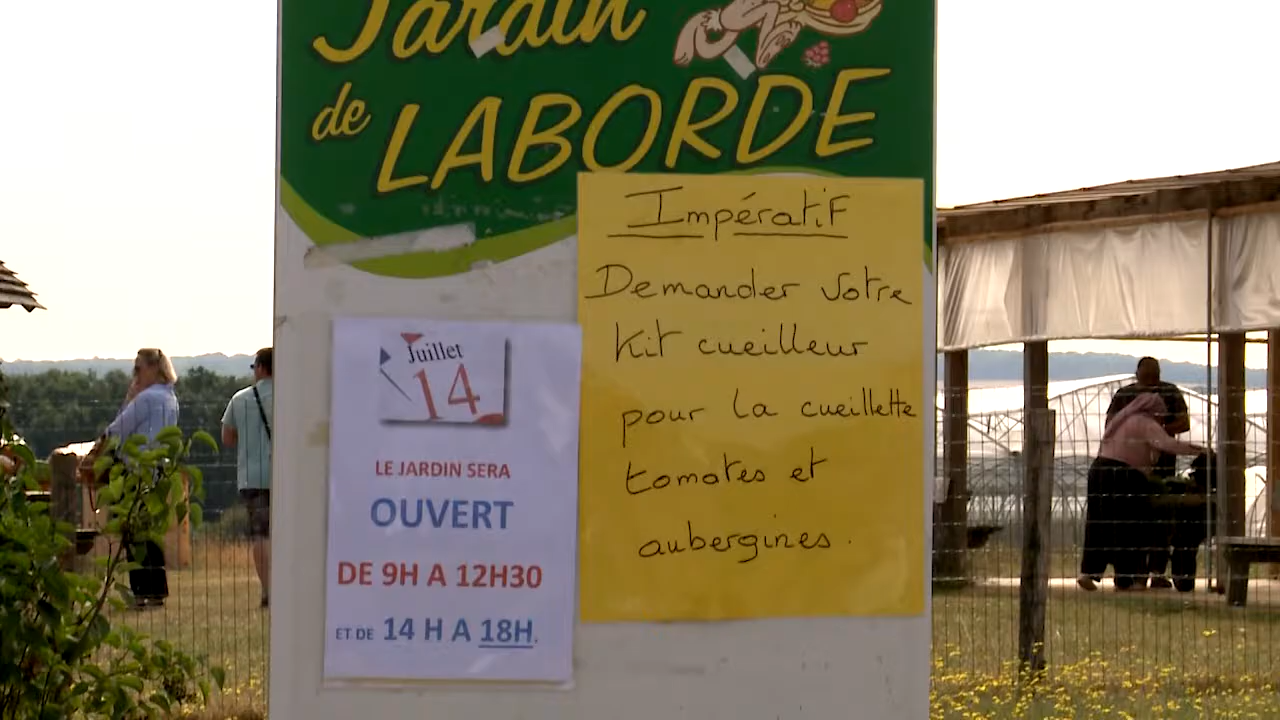 Jardin
de LABORDE
Impératif
Demander votre
Kit cueilleur
pour la cueillette
tomates et
aubergines.
Juillet
14
LE JARDIN SERA
OUVERT
DE 9H A 12H30
ET DE 14 H A 18H.